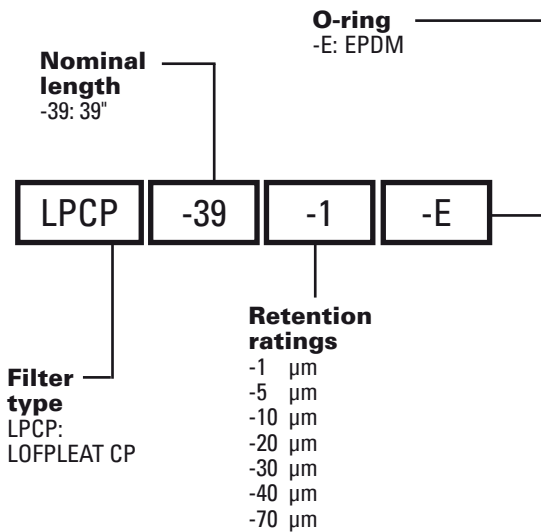 O-ring
-E: EPDM
Nominal
length
-39: 39"
LPCP -39 -1 -E
Retention
ratings
-1 µm
-5 µm
-10 µm
-20 µm
-30 µm
-40 µm
-70 µm
Filter
type
LPCP:
LOFPLEAT CP